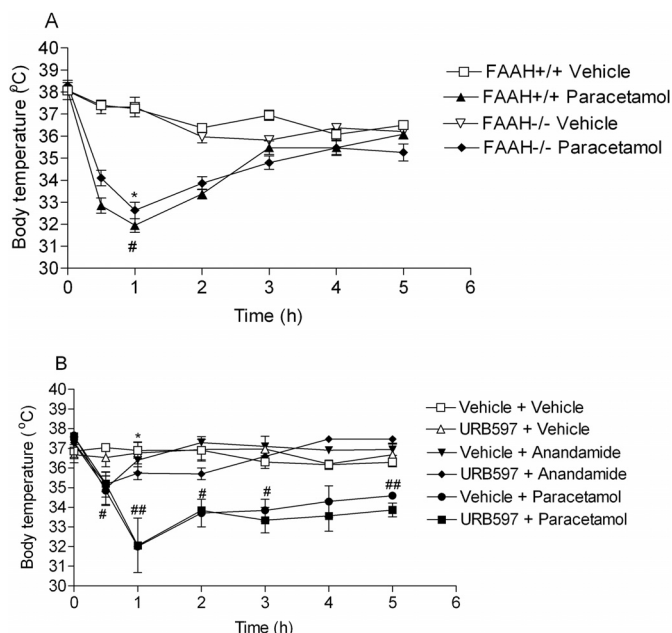 A
Body temperature (⁰C)
40
39
38
37
36
35
34
33
32
31
30
*
#
0
1
2
3
4
5
6
Time (h)
FAAH+/+ Vehicle
FAAH+/+ Paracetamol
FAAH-/- Vehicle
FAAH-/- Paracetamol
B
Body temperature (⁰C)
40
39
38
37
36
35
34
33
32
31
30
*
#
##
#
#
##
0
1
2
3
4
5
6
Time (h)
Vehicle + Vehicle
URB597 + Vehicle
Vehicle + Anandamide
URB597 + Anandamide
Vehicle + Paracetamol
URB597 + Paracetamol